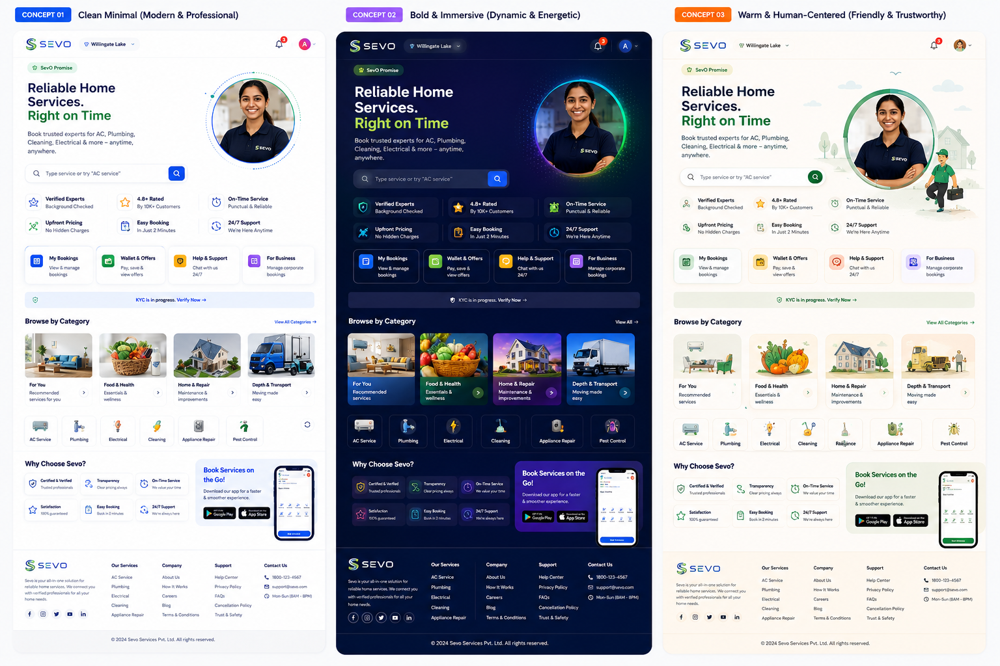 CONCEPT 01
Clean Minimal (Modern & Professional)
SEVO
Willingate Lake
3
A
SevO Promise
Reliable Home
Services.
Right on Time
Book trusted experts for AC, Plumbing,
Cleaning, Electrical & more – anytime,
anywhere.
SEVO
Type service or try "AC service"
Verified Experts
Background Checked
4.8+ Rated
By 10K+ Customers
On-Time Service
Punctual & Reliable
Upfront Pricing
No Hidden Charges
Easy Booking
In Just 2 Minutes
24/7 Support
We're Here Anytime
My Bookings
View & manage
bookings
Wallet & Offers
Pay, save &
view offers
Help & Support
Chat with us
24/7
For Business
Manage corporate
bookings
KYC is in progress. Verify Now →
Browse by Category
View All Categories →
For You
Recommended
services for you
Food & Health
Essentials &
wellness
Home & Repair
Maintenance &
improvements
Depth & Transport
Moving made
easy
AC Service
Plumbing
Electrical
Cleaning
Appliance Repair
Pest Control
Why Choose Sevo?
Certified & Verified
Trusted professionals
Transparency
Clear pricing always
On-Time Service
We value your time
Satisfaction
100% guaranteed
Easy Booking
Book in 2 minutes
24/7 Support
We're always here
Book Services on
the Go!
Download our app for a faster
& smoother experience.
Google Play
Download on the
App Store
SEVO
Sevo is your all-in-one solution for
reliable home services. We connect you
with verified professionals for all your
home needs.
Our Services
AC Service
Plumbing
Electrical
Cleaning
Appliance Repair
Company
About Us
How It Works
Careers
Blog
Terms & Conditions
Support
Help Center
Privacy Policy
FAQs
Cancellation Policy
Trust & Safety
Contact Us
1800-123-4567
support@sevo.com
Mon-Sun (8AM - 8PM)
© 2024 Sevo Services Pvt. Ltd. All rights reserved.
CONCEPT 02
Bold & Immersive (Dynamic & Energetic)
SEVO
Willingate Lake
3
A
SevO Promise
Reliable Home
Services.
Right on Time
Book trusted experts for AC, Plumbing,
Cleaning, Electrical & more – anytime,
anywhere.
SEVO
Type service or try "AC service"
Verified Experts
Background Checked
4.8+ Rated
By 10K+ Customers
On-Time Service
Punctual & Reliable
Upfront Pricing
No Hidden Charges
Easy Booking
In Just 2 Minutes
24/7 Support
We're Here Anytime
My Bookings
View & manage
bookings
Wallet & Offers
Pay, save &
view offers
Help & Support
Chat with us
24/7
For Business
Manage corporate
bookings
KYC is in progress. Verify Now →
Browse by Category
View All →
For You
Recommended
services
Food & Health
Essentials &
wellness
Home & Repair
Maintenance &
improvements
Depth & Transport
Moving made
easy
AC Service
Plumbing
Electrical
Cleaning
Appliance Repair
Pest Control
Why Choose Sevo?
Certified & Verified
Trusted professionals
Transparency
Clear pricing always
On-Time Service
We value your time
Satisfaction
100% guaranteed
Easy Booking
Book in 2 minutes
24/7 Support
We're always here
Book Services on the
Go!
Download our app for a faster
& smoother experience.
Google Play
Download on the
App Store
SEVO
Sevo is your all-in-one solution for
reliable home services. We connect you
with verified professionals for all your
home needs.
Our Services
AC Service
Plumbing
Electrical
Cleaning
Appliance Repair
Company
About Us
How It Works
Careers
Blog
Terms & Conditions
Support
Help Center
Privacy Policy
FAQs
Cancellation Policy
Trust & Safety
Contact Us
1800-123-4567
support@sevo.com
Mon-Sun (8AM - 8PM)
© 2024 Sevo Services Pvt. Ltd. All rights reserved.
CONCEPT 03
Warm & Human-Centered (Friendly & Trustworthy)
SEVO
Willingate Lake
3
SevO Promise
Reliable Home
Services.
Right on Time
Book trusted experts for AC, Plumbing,
Cleaning, Electrical & more – anytime,
anywhere.
SEVO
Type service or try "AC service"
Verified Experts
Background Checked
4.8+ Rated
By 10K+ Customers
On-Time Service
Punctual & Reliable
Upfront Pricing
No Hidden Charges
Easy Booking
In Just 2 Minutes
24/7 Support
We're Here Anytime
My Bookings
View & manage
bookings
Wallet & Offers
Pay, save &
view offers
Help & Support
Chat with us
24/7
For Business
Manage corporate
bookings
KYC is in progress. Verify Now →
Browse by Category
View All Categories →
For You
Recommended
services
Food & Health
Essentials &
wellness
Home & Repair
Maintenance &
improvements
Depth & Transport
Moving made
easy
AC Service
Plumbing
Electrical
Cleaning
Appliance Repair
Pest Control
Why Choose Sevo?
Certified & Verified
Trusted professionals
Transparency
Clear pricing always
On-Time Service
We value your time
Satisfaction
100% guaranteed
Easy Booking
Book in 2 minutes
24/7 Support
We're always here
Book Services on the
Go!
Download our app for a faster
& smoother experience.
Google Play
Download on the
App Store
SEVO
Sevo is your all-in-one solution for
reliable home services. We connect you
with verified professionals for all your
home needs.
Our Services
AC Service
Plumbing
Electrical
Cleaning
Appliance Repair
Company
About Us
How It Works
Careers
Blog
Terms & Conditions
Support
Help Center
Privacy Policy
FAQs
Cancellation Policy
Trust & Safety
Contact Us
1800-123-4567
support@sevo.com
Mon-Sun (8AM - 8PM)
© 2024 Sevo Services Pvt. Ltd. All rights reserved.